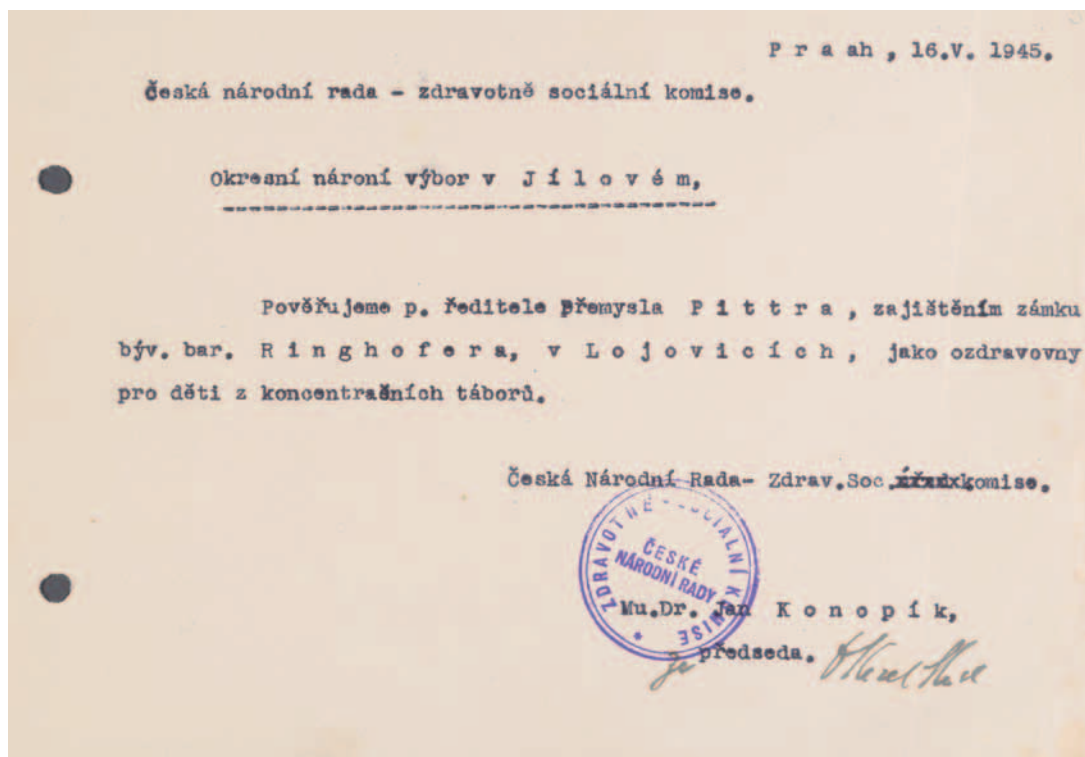 P r a ah , 16.V. 1945.
česká národní rada - zdravotně sociální komise.
Okresní nároní výbor v J í l o v é m,
Pověřujeme p. ředitele Přemysla P i t t r a , zajištěním zámku
býv. bar. R i n g h o f e r a, v L o j o v i c í c h , jako ozdravovny
pro děti z koncentračních táborů.
Česká Národní Rada- Zdrav.Soc. komise.
ZDRAVOTNĚ - SOCIÁLNÍ KOMISE
ČESKÉ
NÁRODNÍ RADY
Mu.Dr. Jan K o n o p í k,
předseda.